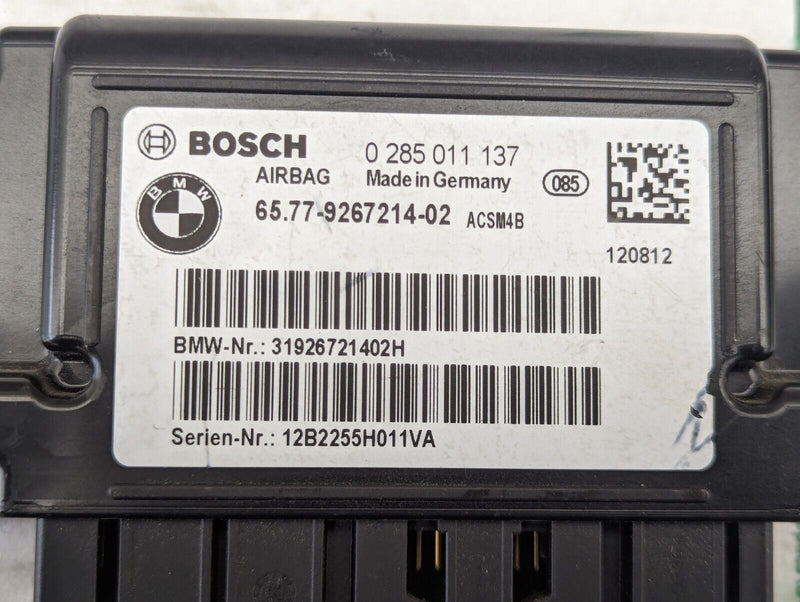 BOSCH 0 285 011 137
AIRBAG Made in Germany 085
BMW
65.77-9267214-02 ACSM4B
120812
BMW-Nr.: 31926721402H
Serien-Nr.: 12B2255H011VA